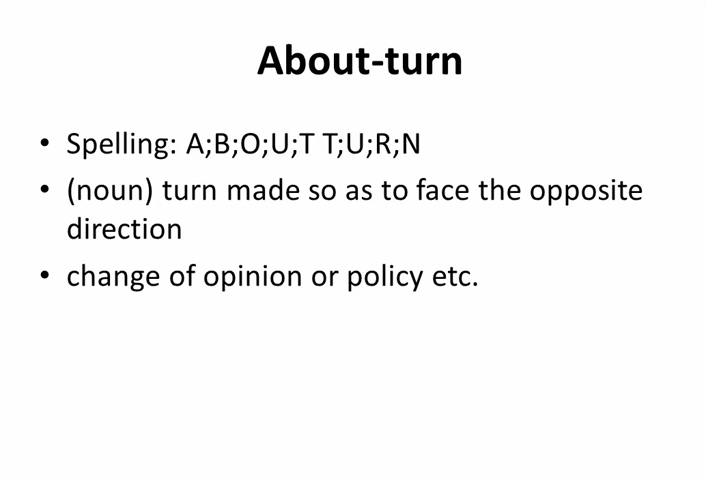 About-turn
• Spelling: A;B;O;U;T T;U;R;N
• (noun) turn made so as to face the opposite
direction
• change of opinion or policy etc.